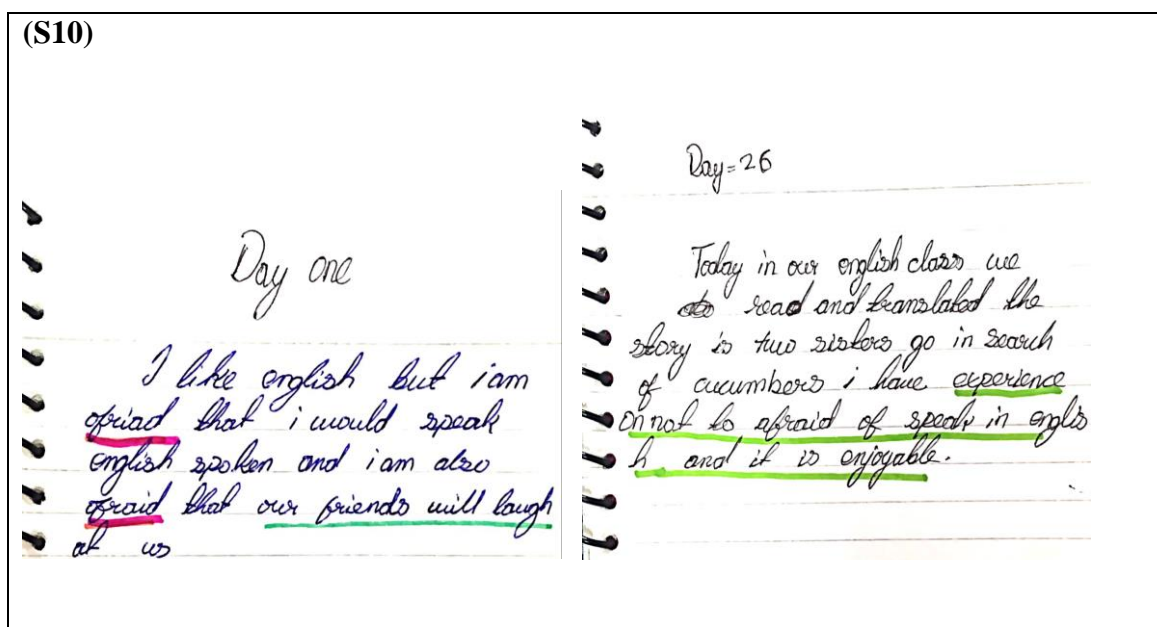 (S10)
Day one
I like english but i am
afriad that i would speak
english spoken and i am also
afraid that our friends will laugh
at us
Day=26
Today in our english class we
read and translated the
story is two sisters go in search
of cucumbers i have experience
on not to afraid of speak in englis
h and it is enjoyable.